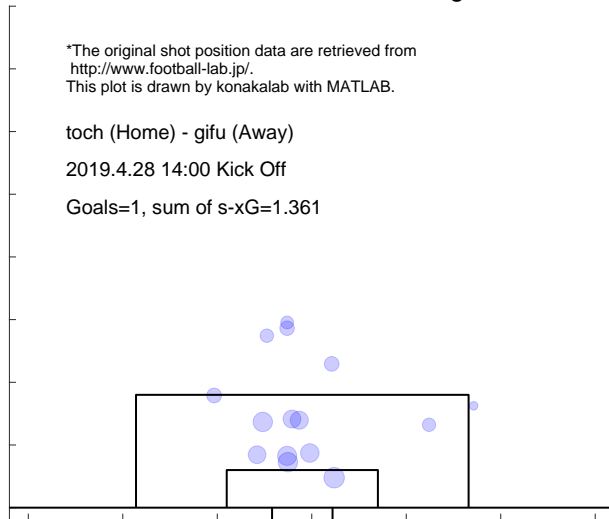 *The original shot position data are retrieved from
http://www.football-lab.jp/.
This plot is drawn by konakalab with MATLAB.
toch (Home) - gifu (Away)
2019.4.28 14:00 Kick Off
Goals=1, sum of s-xG=1.361